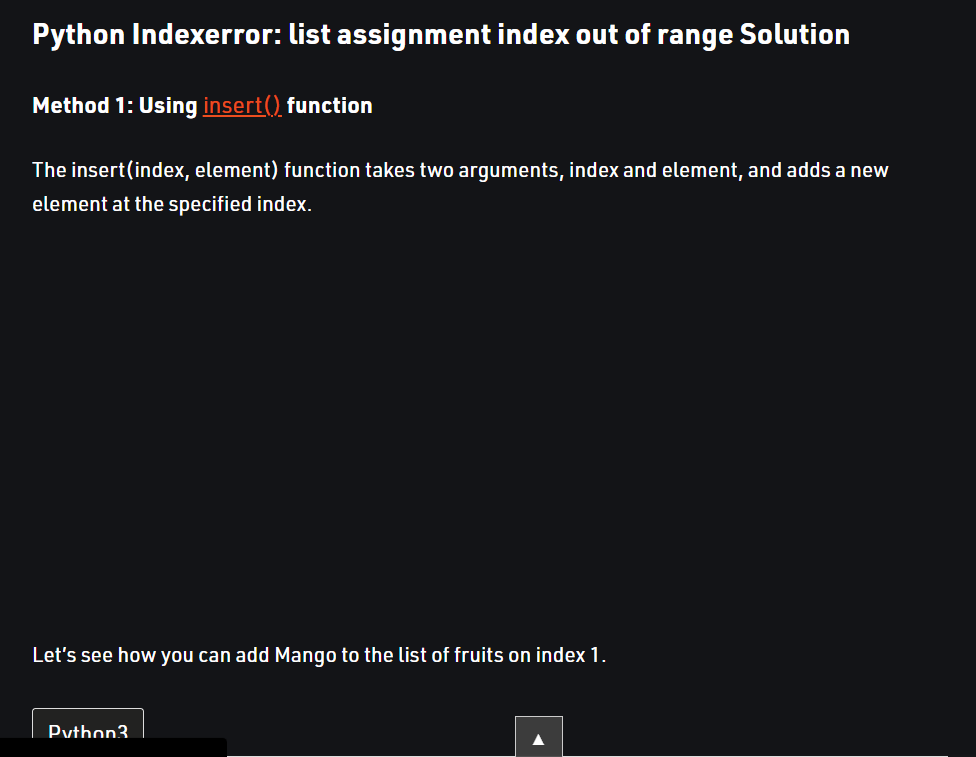 Python Indexerror: list assignment index out of range Solution
Method 1: Using insert() function
The insert(index, element) function takes two arguments, index and element, and adds a new
element at the specified index.
Let’s see how you can add Mango to the list of fruits on index 1.
Python3